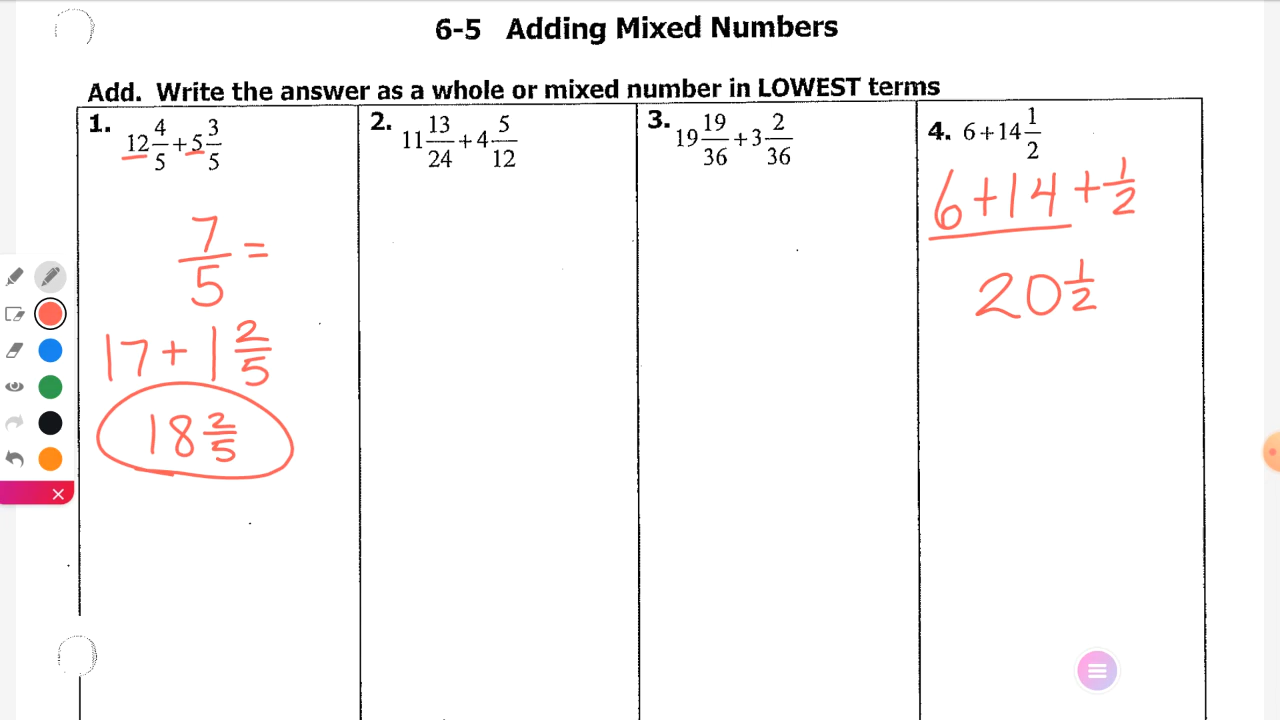 6-5 Adding Mixed Numbers
Add. Write the answer as a whole or mixed number in LOWEST terms
1. 12 4/5 + 5 3/5
7/5 =
17 + 1 2/5
18 2/5
2. 11 13/24 + 4 5/12
3. 19 19/36 + 3 2/36
4. 6 + 14 1/2
6 + 14 + 1/2
20 1/2